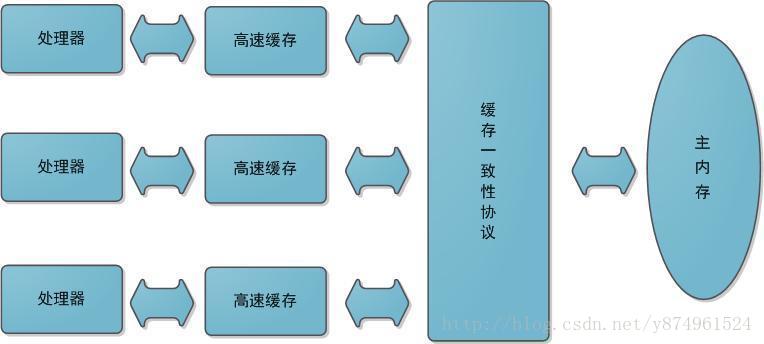 处理器
高速缓存
处理器
高速缓存
处理器
高速缓存
缓存一致性协议
主内存
http://blog.csdn.net/y874961524